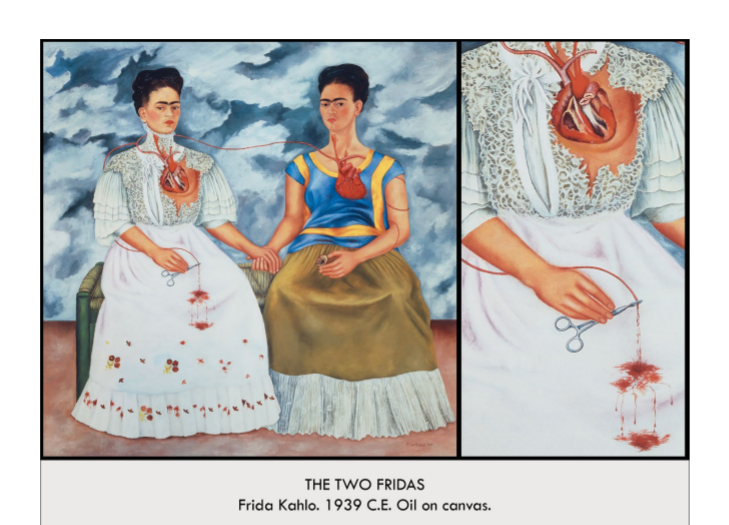 THE TWO FRIDAS
Frida Kahlo. 1939 C.E. Oil on canvas.